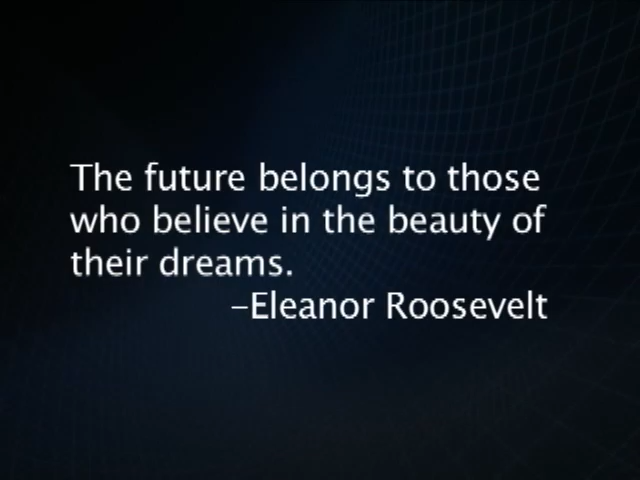 The future belongs to those
who believe in the beauty of
their dreams.
–Eleanor Roosevelt